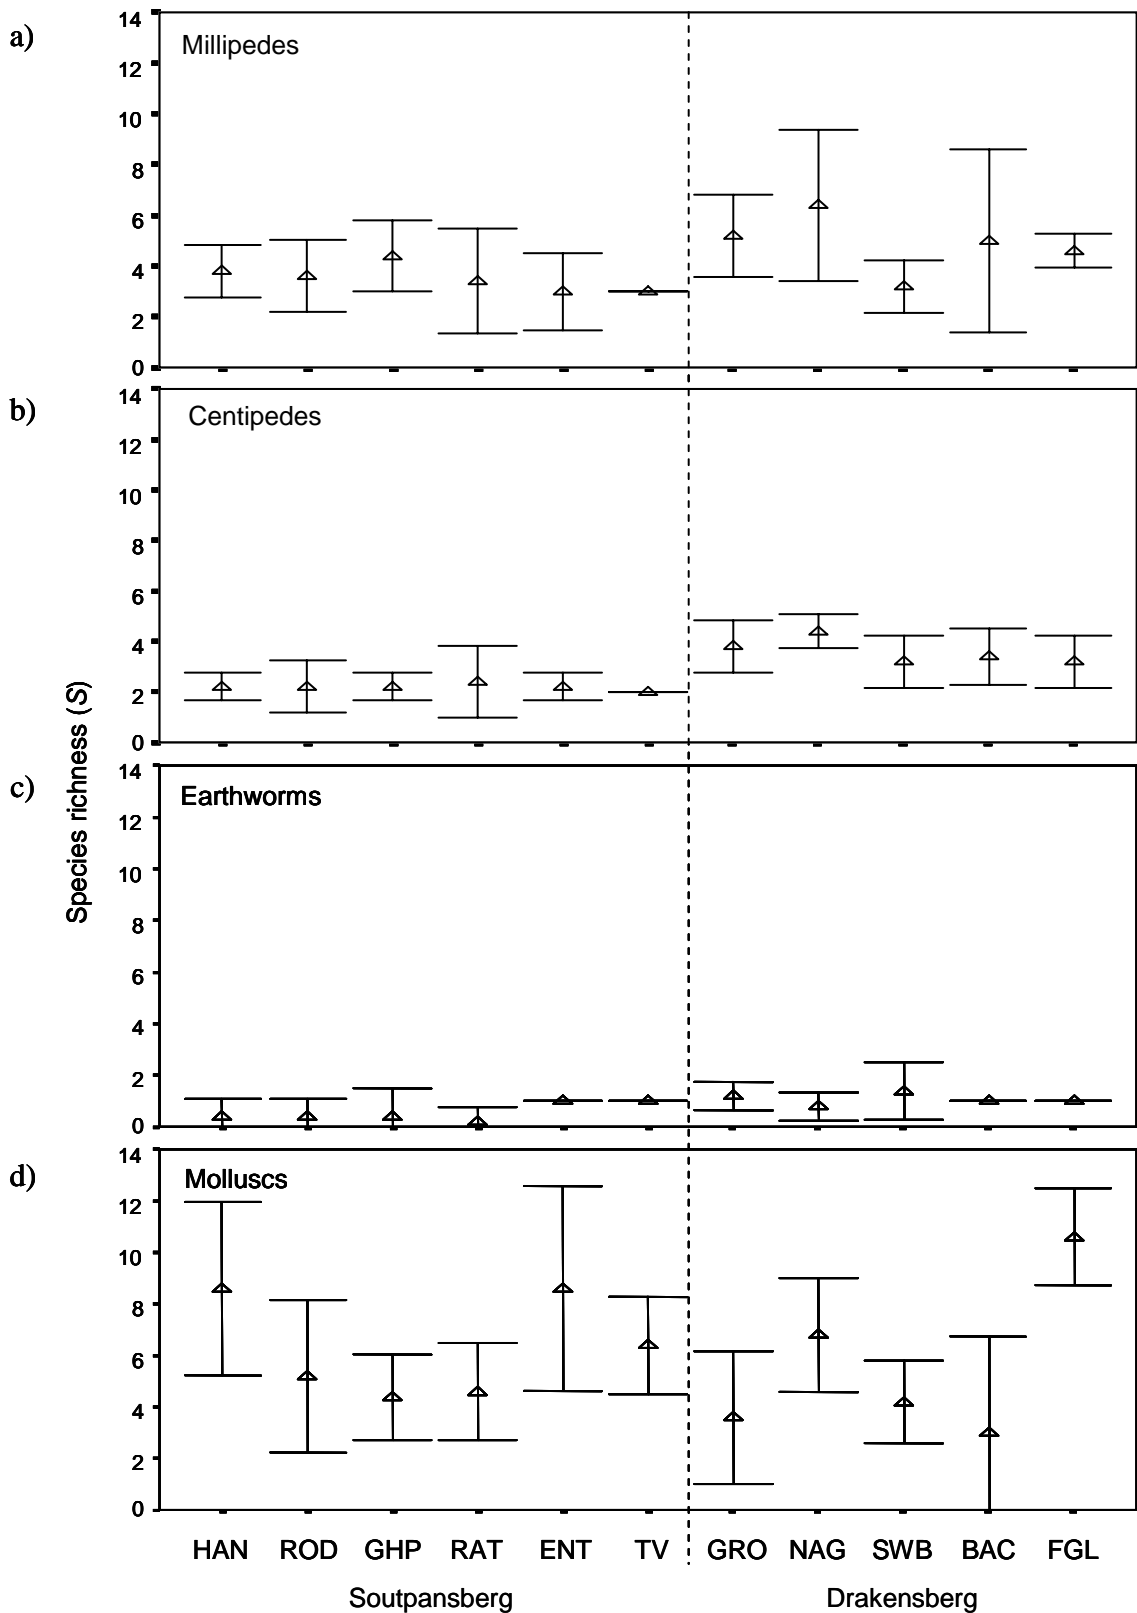 a)
Millipedes
14
12
10
8
6
4
2
0
b)
Centipedes
14
12
10
8
6
4
2
0
Species richness (S)
c)
Earthworms
14
12
10
8
6
4
2
0
d)
Molluscs
14
12
10
8
6
4
2
0
HAN ROD GHP RAT ENT TV GRO NAG SWB BAC FGL
Soutpansberg Drakensberg